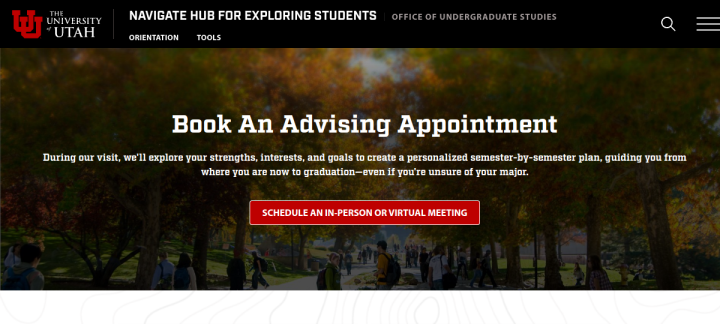 THE
UNIVERSITY
of
UTAH
NAVIGATE HUB FOR EXPLORING STUDENTS
OFFICE OF UNDERGRADUATE STUDIES
ORIENTATION
TOOLS
Book An Advising Appointment
During our visit, we'll explore your strengths, interests, and goals to create a personalized semester-by-semester plan, guiding you from
where you are now to graduation—even if you're unsure of your major.
SCHEDULE AN IN-PERSON OR VIRTUAL MEETING